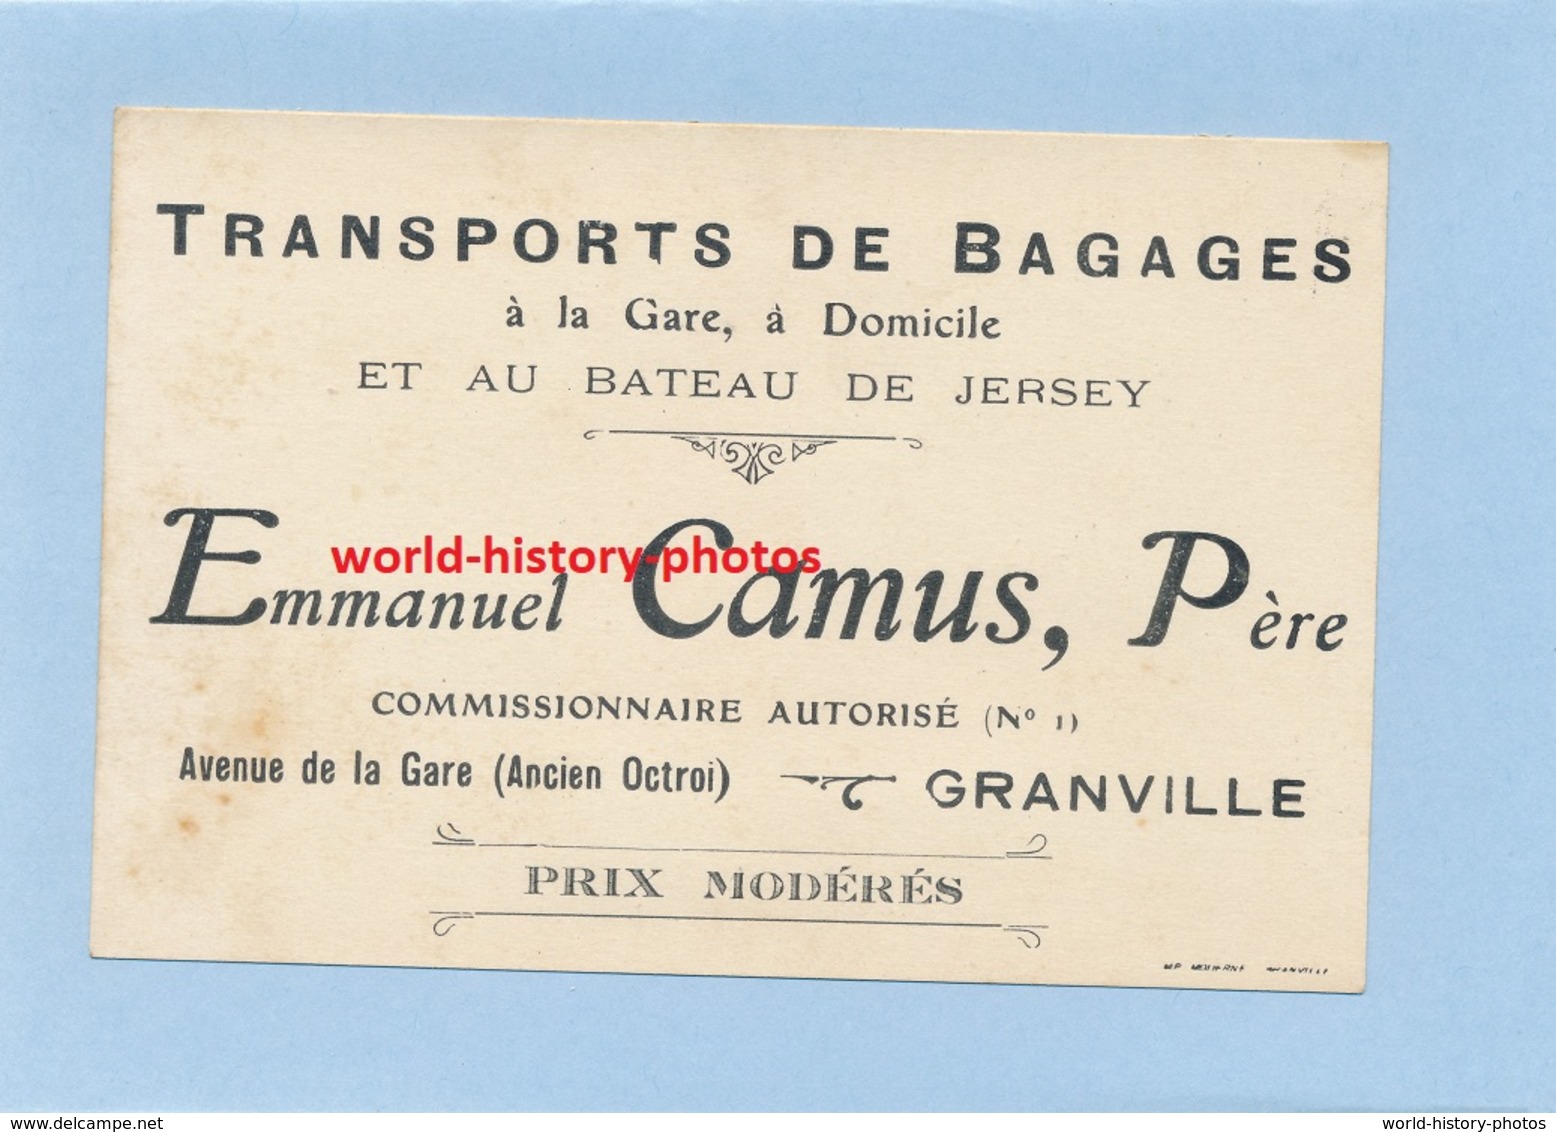 TRANSPORTS DE BAGAGES
à la Gare, à Domicile
ET AU BATEAU DE JERSEY
world-history-photos
Emmanuel Camus, Père
COMMISSIONNAIRE AUTORISÉ (Nº 1)
Avenue de la Gare (Ancien Octroi) GRANVILLE
PRIX MODÉRÉS
www.delcampe.net world-history-photos